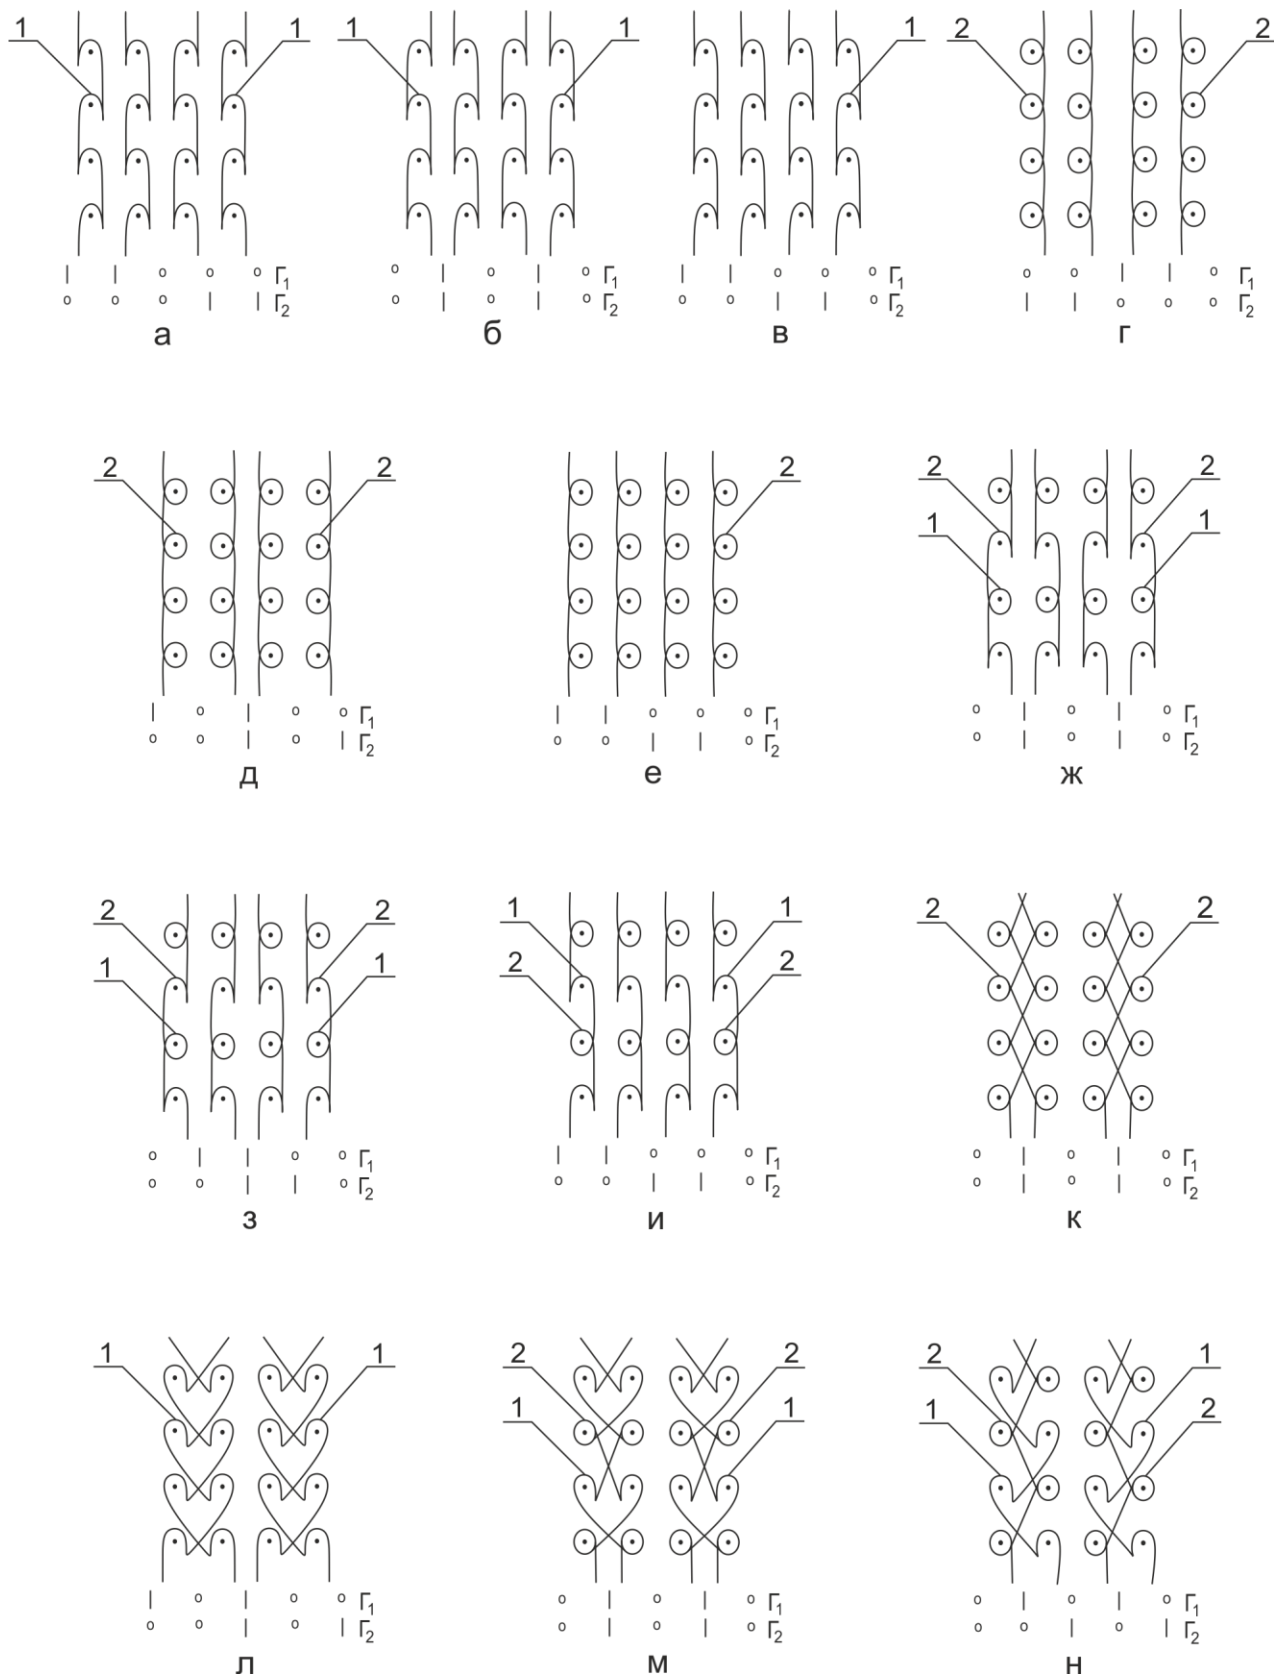 1 1 1 1 1 2 2
| | o o o Г₁ o | o | o Г₁ | | o o o Г₁ o o | | o Г₁
o o o | | Г₂ o | o | o Г₂ o o | | o Г₂ | | o o o Г₂
а б в г
2 2 2 2 2
1 1
| o | o o Г₁ | | o o o Г₁ o | o | o Г₁
o o | o | Г₂ o o | | o Г₂ o | o | o Г₂
д е ж
2 2 1 1 2 2
1 1 2 2
o | | o o Г₁ | | o o o Г₁ o | o | o Г₁
o o | | o Г₂ o o | | o Г₂ o | o | o Г₂
з и к
1 1 2 2 2 1
1 1 1 2
| o | o o Г₁ o | o | o Г₁ o | o | o Г₁
o o | o | Г₂ o | o | o Г₂ o o | o | Г₂
л м н